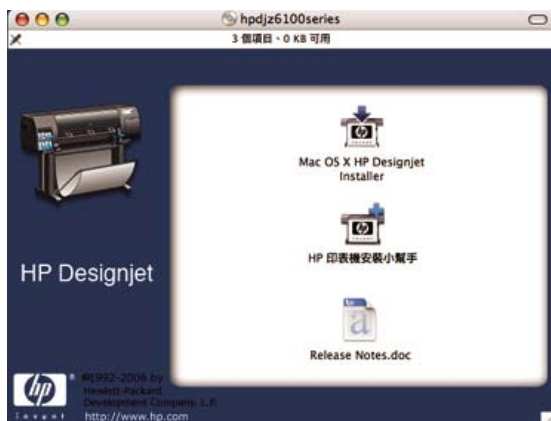 hpdjz6100series
3 個項目，0 KB 可用
Mac OS X HP Designjet
Installer
HP 印表機安裝小幫手
HP Designjet
Release Notes.doc
hp
®
invent
©1992-2006 by
Hewlett-Packard
Development Company, L.P.
http://www.hp.com